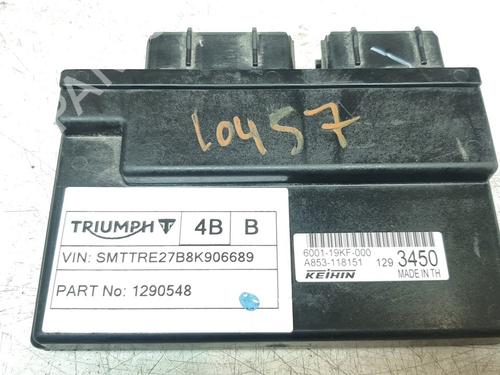 10457
TRIUMPH 4B B
VIN: SMTTRE27B8K906689
PART No: 1290548
6001-19KF-000
A853-118151 129 3450
KEIHIN MADE IN TH